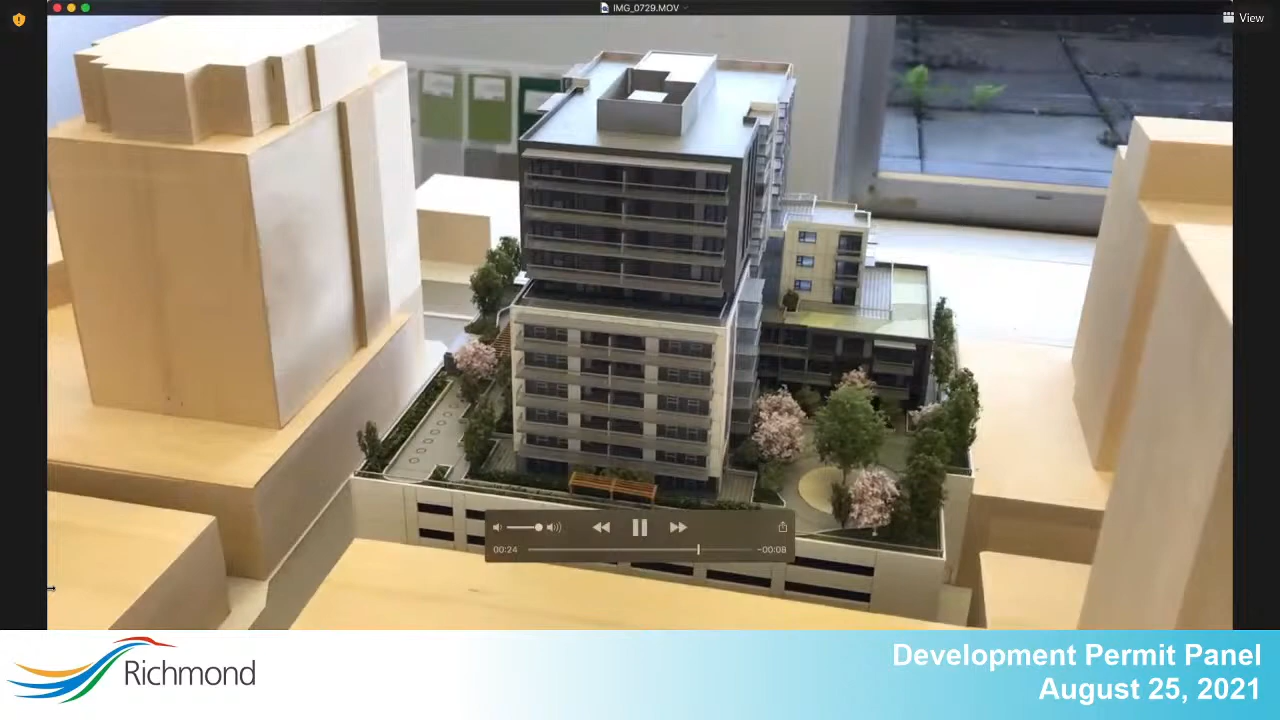 IMG_0729.MOV
View
00:24
-00:08
Richmond
Development Permit Panel
August 25, 2021